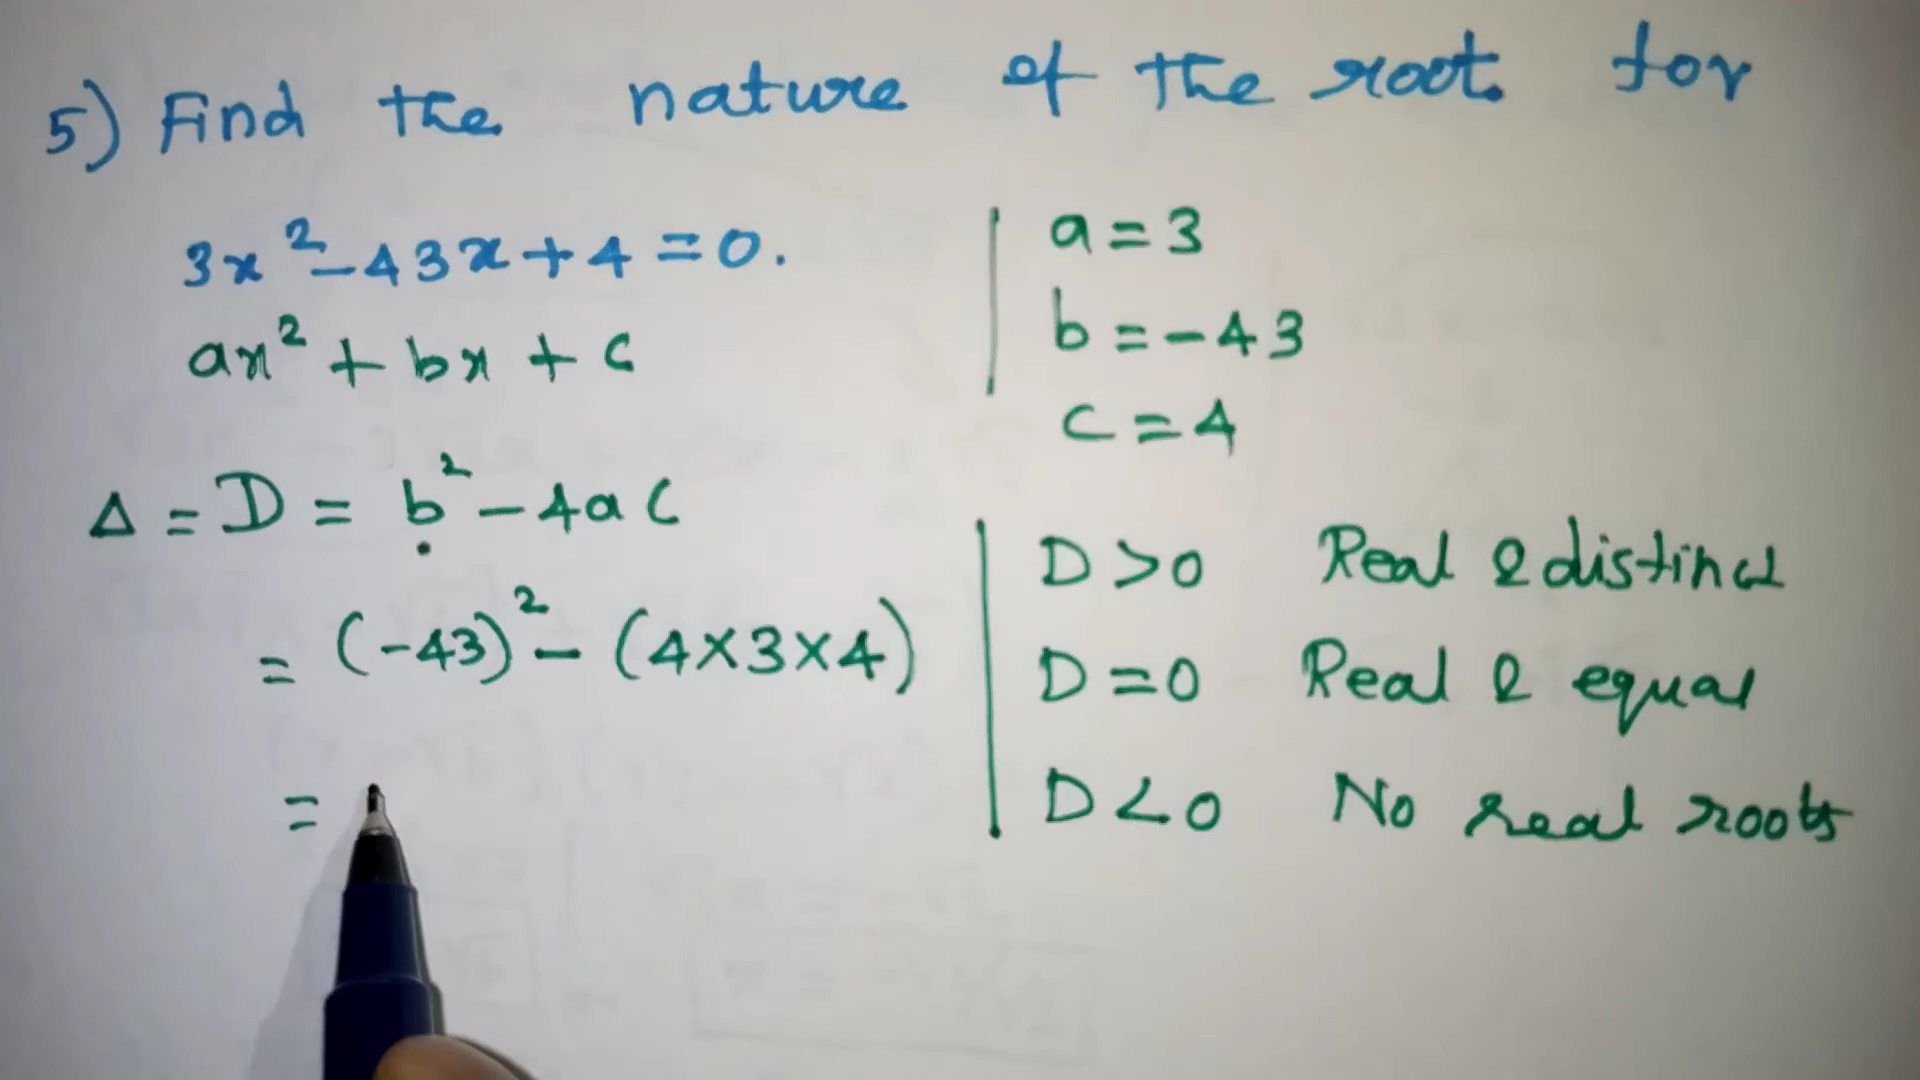 5) Find the nature of the root for
3x²-43x+4=0.
ax²+bx+c
a=3
b=-43
c=4
Δ=D=b²-4ac
=(-43)²-(4×3×4)
=
D>0 Real & distinct
D=0 Real & equal
D<0 No real roots